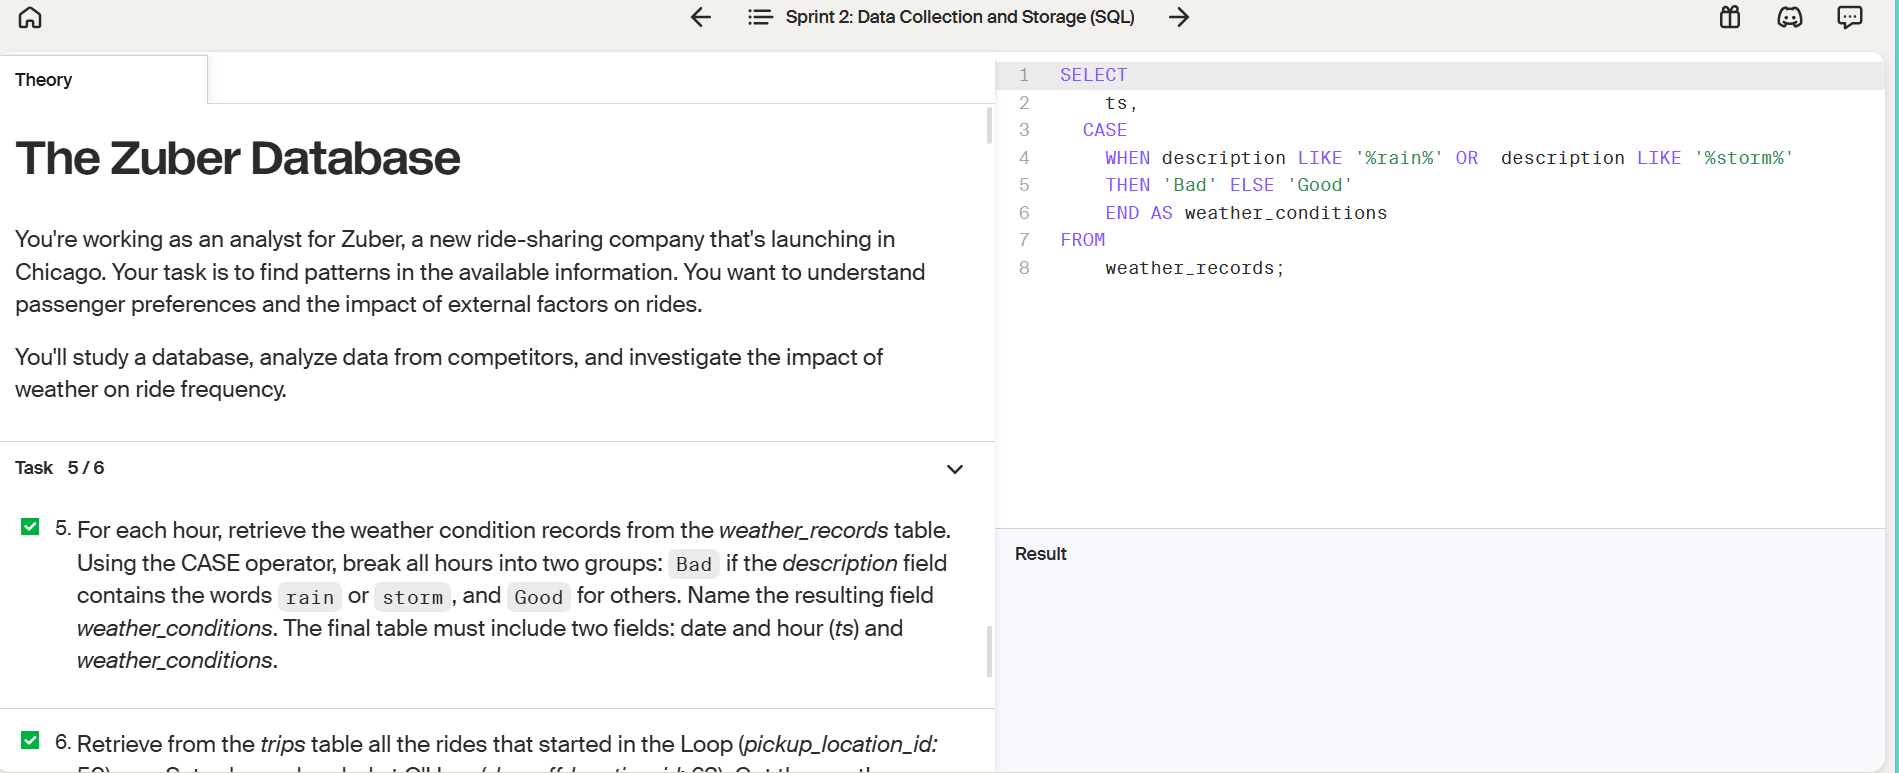 Sprint 2: Data Collection and Storage (SQL)
Theory
The Zuber Database
You're working as an analyst for Zuber, a new ride-sharing company that's launching in
Chicago. Your task is to find patterns in the available information. You want to understand
passenger preferences and the impact of external factors on rides.
You'll study a database, analyze data from competitors, and investigate the impact of
weather on ride frequency.
Task 5 / 6
5. For each hour, retrieve the weather condition records from the weather_records table.
Using the CASE operator, break all hours into two groups: Bad if the description field
contains the words rain or storm, and Good for others. Name the resulting field
weather_conditions. The final table must include two fields: date and hour (ts) and
weather_conditions.
6. Retrieve from the trips table all the rides that started in the Loop (pickup_location_id:
1 SELECT
2 ts,
3 CASE
4 WHEN description LIKE '%rain%' OR  description LIKE '%storm%'
5 THEN 'Bad' ELSE 'Good'
6 END AS weather_conditions
7 FROM
8 weather_records;
Result